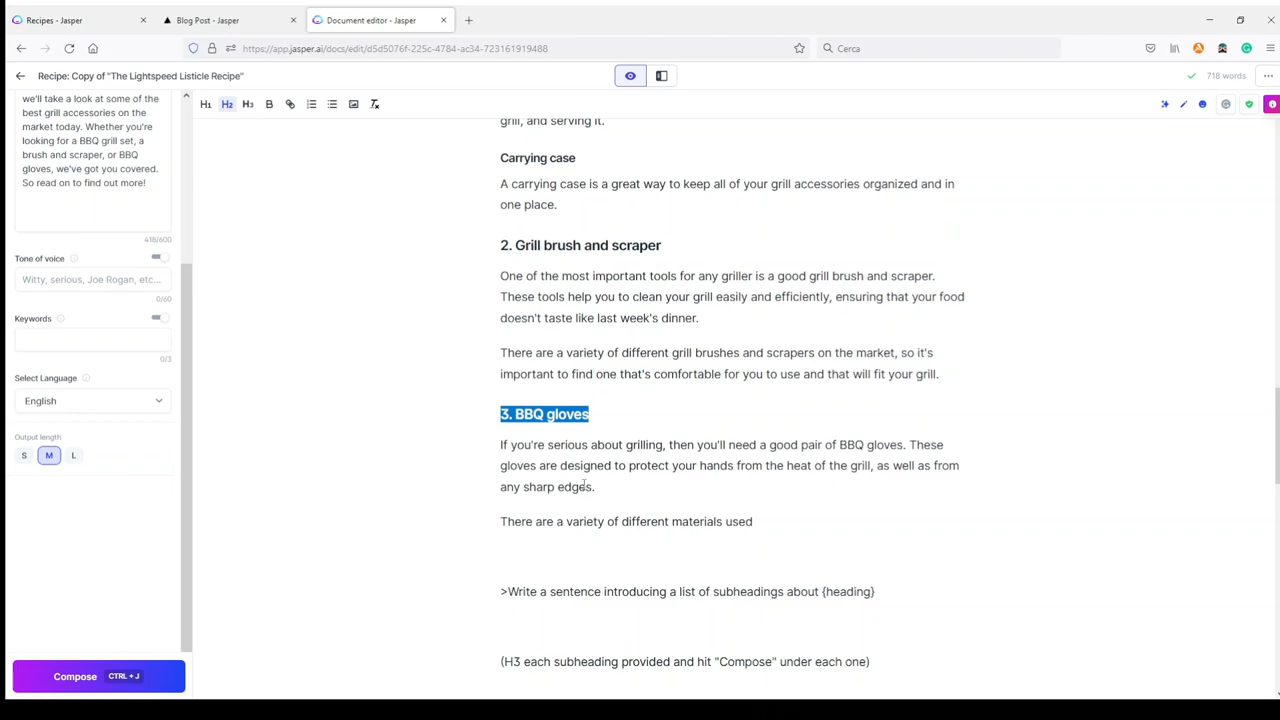 Recipes - Jasper
Blog Post - Jasper
Document editor - Jasper
https://app.jasper.ai/docs/edit/d5d5076f-225c-4784-ac34-723161919488
Cerca
Recipe: Copy of "The Lightspeed Listicle Recipe"
718 words
we'll take a look at some of the
best grill accessories on the
market today. Whether you're
looking for a BBQ grill set, a
brush and scraper, or BBQ
gloves, we've got you covered.
So read on to find out more!
418/600
Tone of voice
Witty, serious, Joe Rogan, etc...
0/60
Keywords
0/3
Select Language
English
Output length
S M L
Compose CTRL + J
H1 H2 H3 B
grill, and serving it.
Carrying case
A carrying case is a great way to keep all of your grill accessories organized and in
one place.
2. Grill brush and scraper
One of the most important tools for any griller is a good grill brush and scraper.
These tools help you to clean your grill easily and efficiently, ensuring that your food
doesn't taste like last week's dinner.
There are a variety of different grill brushes and scrapers on the market, so it's
important to find one that's comfortable for you to use and that will fit your grill.
3. BBQ gloves
If you're serious about grilling, then you'll need a good pair of BBQ gloves. These
gloves are designed to protect your hands from the heat of the grill, as well as from
any sharp edges.
There are a variety of different materials used
>Write a sentence introducing a list of subheadings about {heading}
(H3 each subheading provided and hit "Compose" under each one)